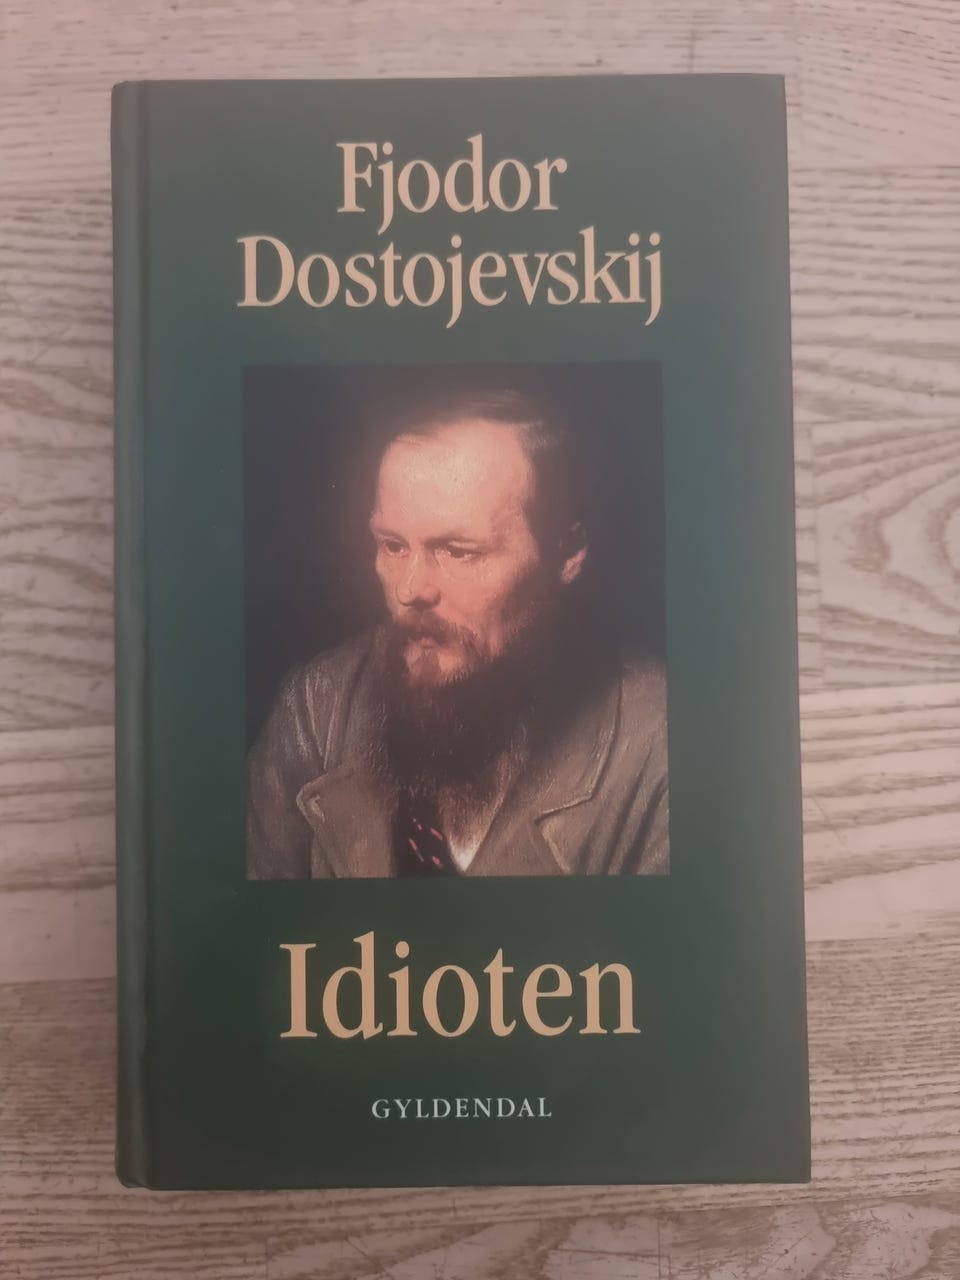 Fjodor
Dostojevskij
Idioten
GYLDENDAL